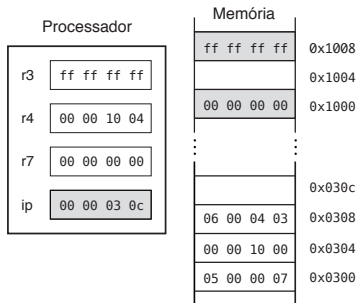 Processador
r3 ff ff ff ff
r4 00 00 10 04
r7 00 00 00 00
ip 00 00 03 0c
Memória
ff ff ff ff 0x1008
0x1004
00 00 00 00 0x1000
0x030c
06 00 04 03 0x0308
00 00 10 00 0x0304
05 00 00 07 0x0300